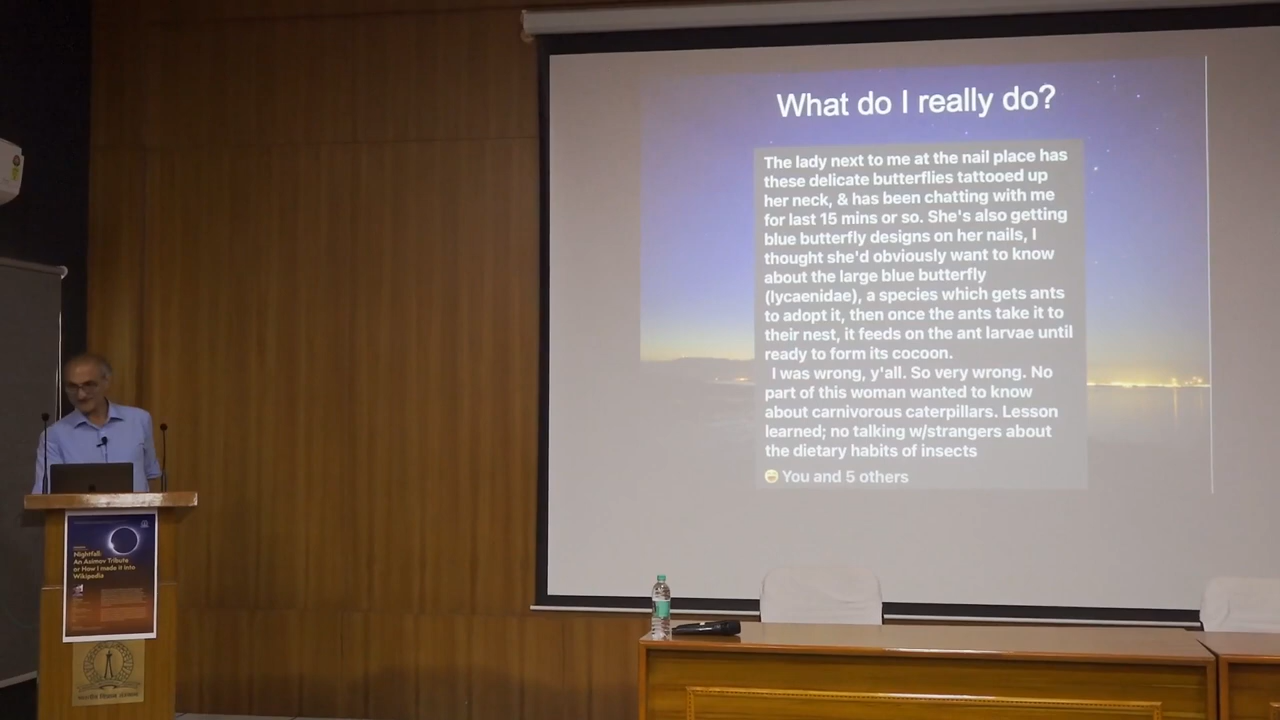 What do I really do?
The lady next to me at the nail place has
these delicate butterflies tattooed up
her neck, & has been chatting with me
for last 15 mins or so. She's also getting
blue butterfly designs on her nails, I
thought she'd obviously want to know
about the large blue butterfly
(lycaenidae), a species which gets ants
to adopt it, then once the ants take it to
their nest, it feeds on the ant larvae until
ready to form its cocoon.
I was wrong, y'all. So very wrong. No
part of this woman wanted to know
about carnivorous caterpillars. Lesson
learned; no talking w/strangers about
the dietary habits of insects
You and 5 others
Nightfall:
An Asimov Tribute
or How I made it into
Wikipedia